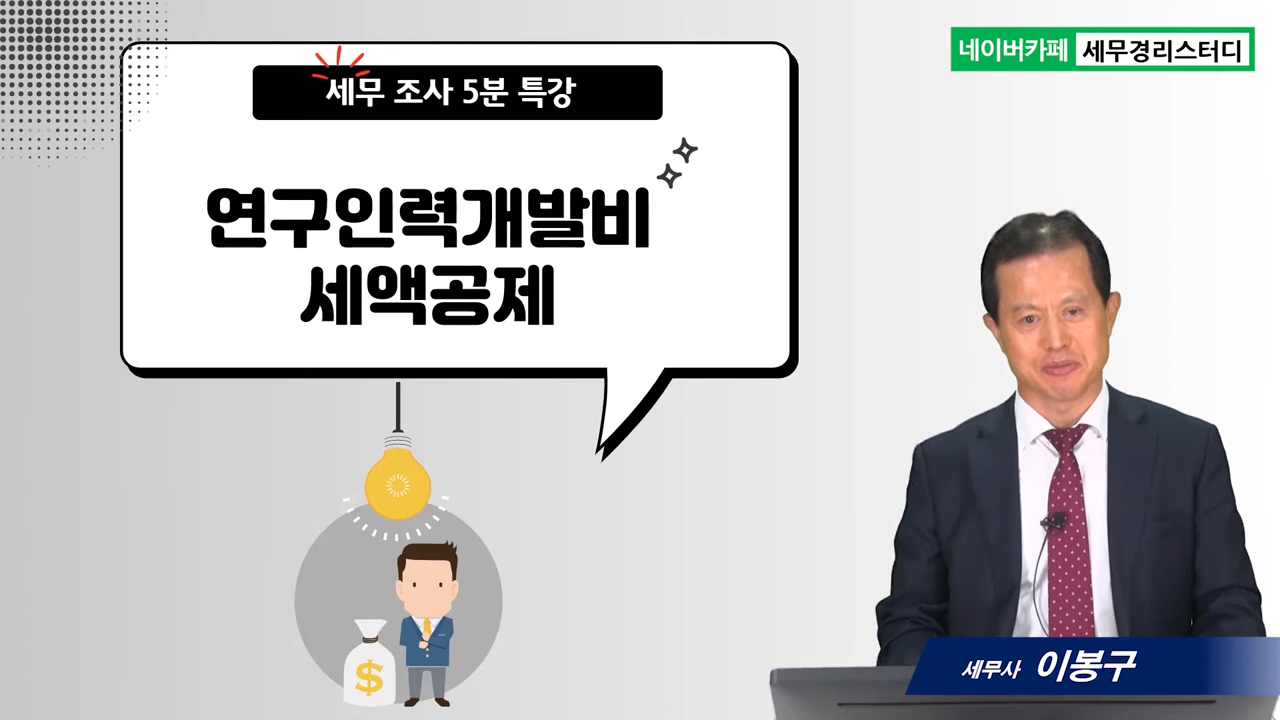 네이버카페 세무경리스터디
세무 조사 5분 특강
연구인력개발비
세액공제
$
세무사 이봉구